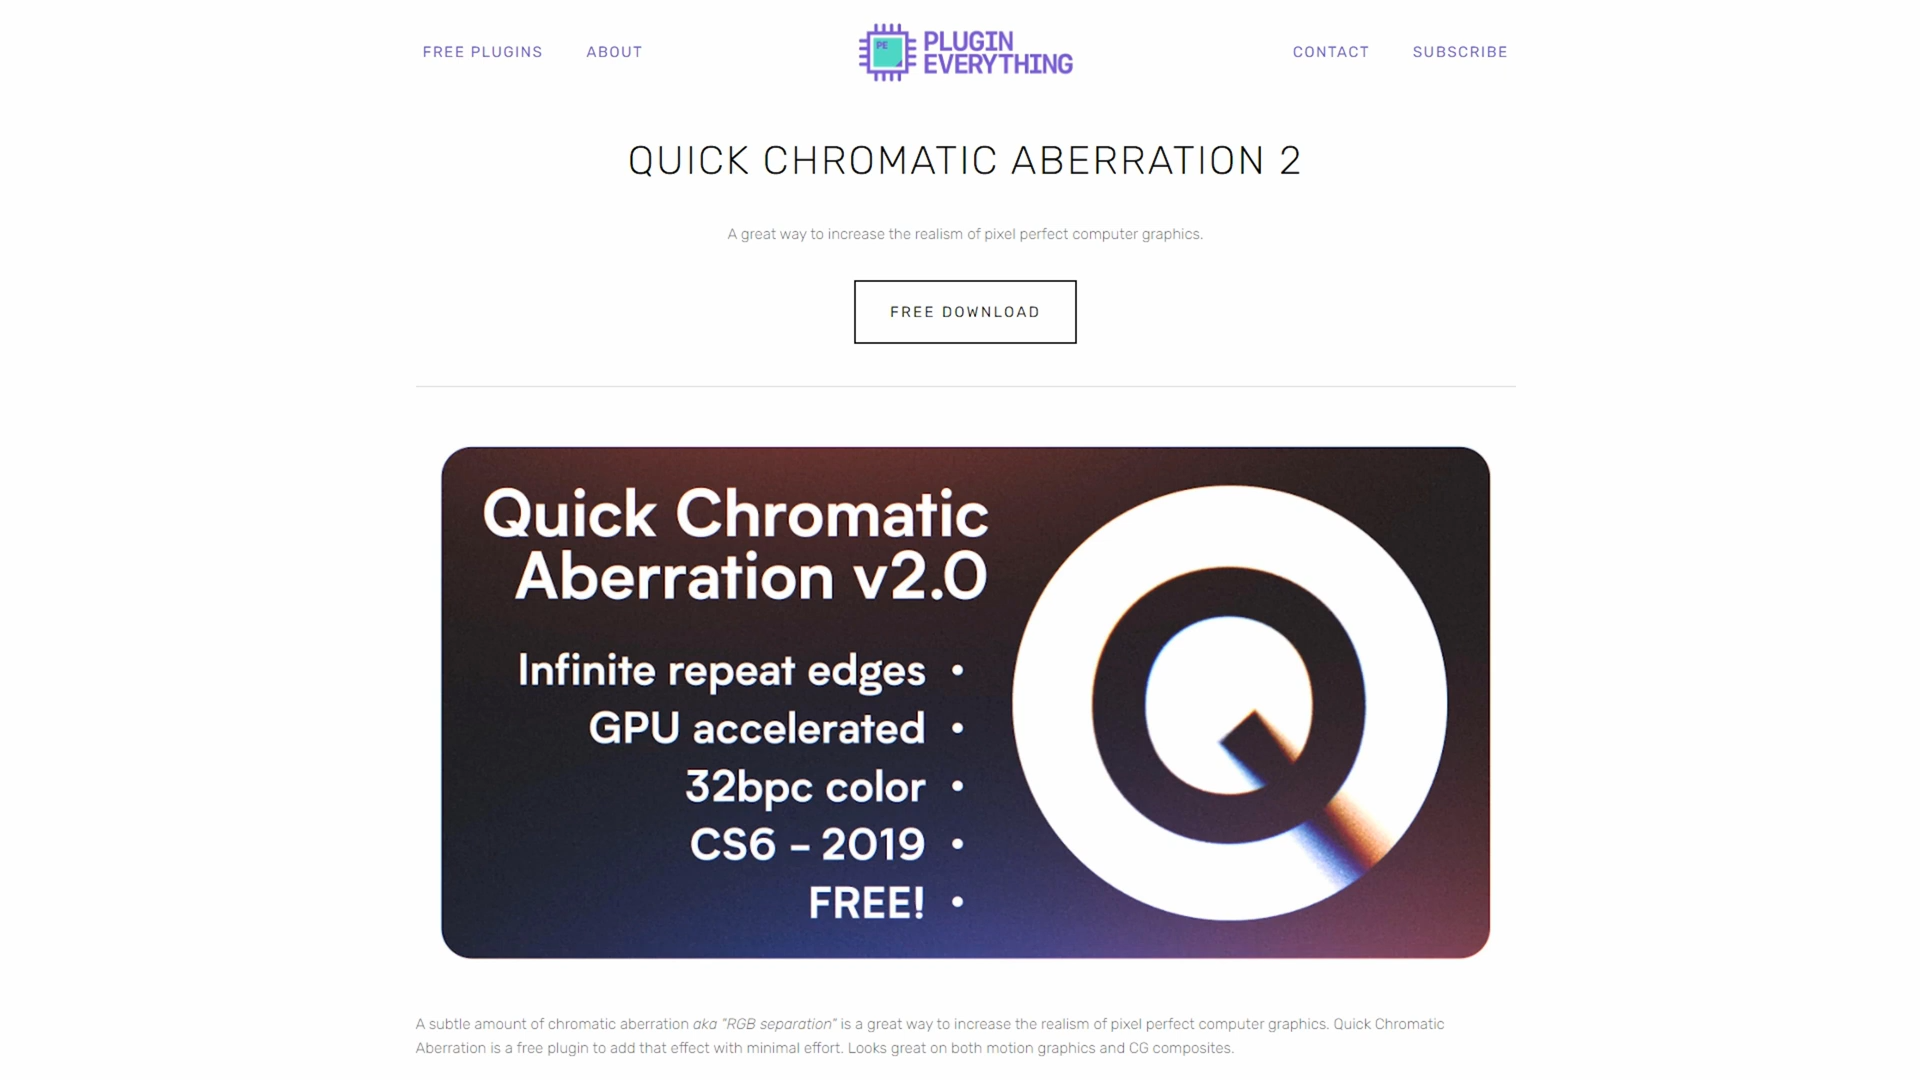 FREE PLUGINS
ABOUT
PE
PLUGIN
EVERYTHING
CONTACT
SUBSCRIBE
QUICK CHROMATIC ABERRATION 2
A great way to increase the realism of pixel perfect computer graphics.
FREE DOWNLOAD
Quick Chromatic
Aberration v2.0
Infinite repeat edges •
GPU accelerated •
32bpc color •
CS6 – 2019 •
FREE! •
Q
A subtle amount of chromatic aberration aka "RGB separation" is a great way to increase the realism of pixel perfect computer graphics. Quick Chromatic
Aberration is a free plugin to add that effect with minimal effort. Looks great on both motion graphics and CG composites.